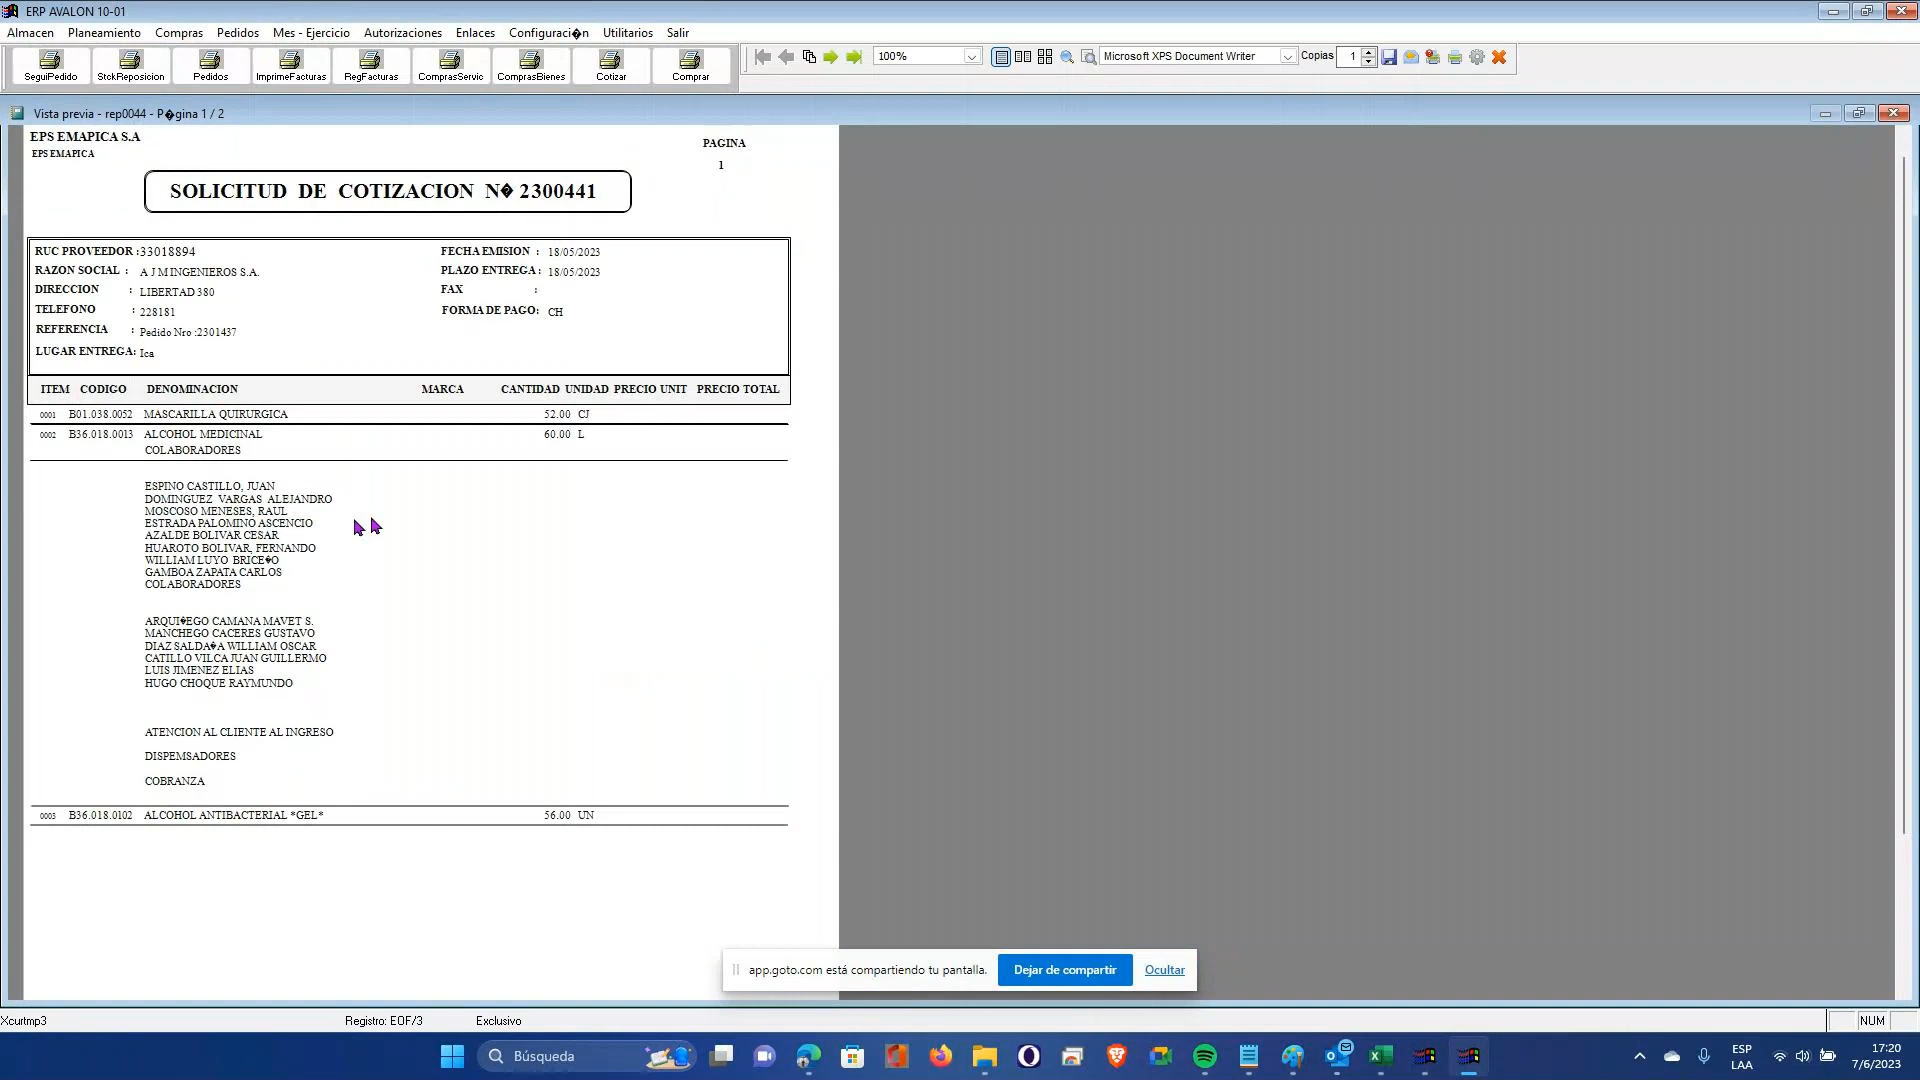 ERP AVALON 10-01
Almacen Planeamiento Compras Pedidos Mes - Ejercicio Autorizaciones Enlaces Configuraci�n Utilitarios Salir
SeguiPedido StckReposicion Pedidos ImprimeFacturas RegFacturas ComprasServic ComprasBienes Cotizar Comprar
100% Microsoft XPS Document Writer Copias 1
Vista previa - rep0044 - P�gina 1 / 2
EPS EMAPICA S.A
EPS EMAPICA
PAGINA
1
SOLICITUD DE COTIZACION N� 2300441
RUC PROVEEDOR :33018894 FECHA EMISION : 18/05/2023
RAZON SOCIAL : A J M INGENIEROS S.A. PLAZO ENTREGA : 18/05/2023
DIRECCION : LIBERTAD 380 FAX :
TELEFONO : 228181 FORMA DE PAGO: CH
REFERENCIA : Pedido Nro :2301437
LUGAR ENTREGA: Ica
ITEM CODIGO DENOMINACION MARCA CANTIDAD UNIDAD PRECIO UNIT PRECIO TOTAL
0001 B01.038.0052 MASCARILLA QUIRURGICA 52.00 CJ
0002 B36.018.0013 ALCOHOL MEDICINAL 60.00 L
COLABORADORES
ESPINO CASTILLO, JUAN
DOMINGUEZ VARGAS ALEJANDRO
MOSCOSO MENESES, RAUL
ESTRADA PALOMINO ASCENCIO
AZALDE BOLIVAR CESAR
HUAROTO BOLIVAR, FERNANDO
WILLIAM LUYO BRICE�O
GAMBOA ZAPATA CARLOS
COLABORADORES
ARQUI�EGO CAMANA MAVET S.
MANCHEGO CACERES GUSTAVO
DIAZ SALDA�A WILLIAM OSCAR
CATILLO VILCA JUAN GUILLERMO
LUIS JIMENEZ ELIAS
HUGO CHOQUE RAYMUNDO
ATENCION AL CLIENTE AL INGRESO
DISPEMSADORES
COBRANZA
0003 B36.018.0102 ALCOHOL ANTIBACTERIAL *GEL* 56.00 UN
app.goto.com está compartiendo tu pantalla. Dejar de compartir Ocultar
Xcurtmp3 Registro: EOF/3 Exclusivo NUM
Búsqueda
ESP
LAA
17:20
7/6/2023